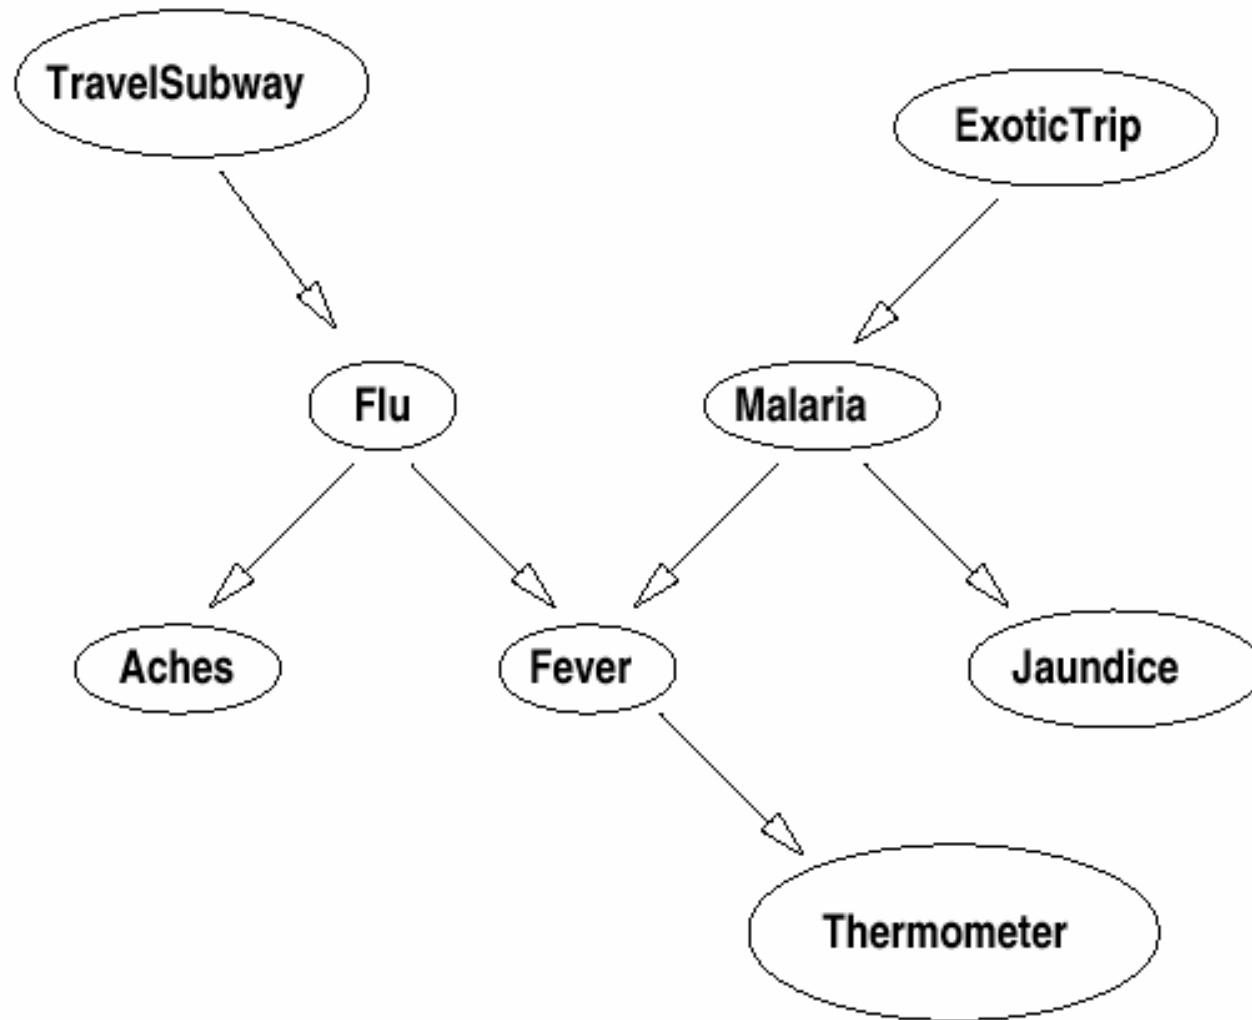 TravelSubway
ExoticTrip
Flu
Malaria
Aches
Fever
Jaundice
Thermometer